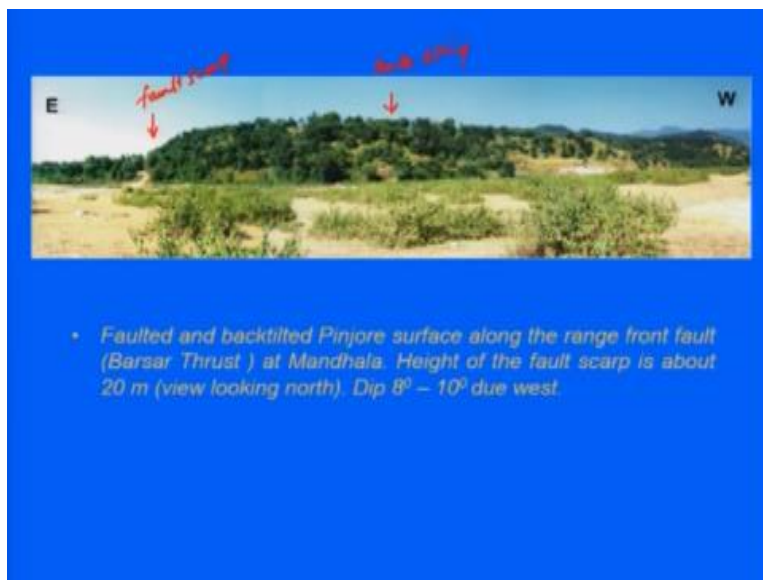 fault scarp
E
W
• Faulted and backtilted Pinjore surface along the range front fault
(Barsar Thrust ) at Mandhala. Height of the fault scarp is about
20 m (view looking north). Dip 8⁰ – 10⁰ due west.